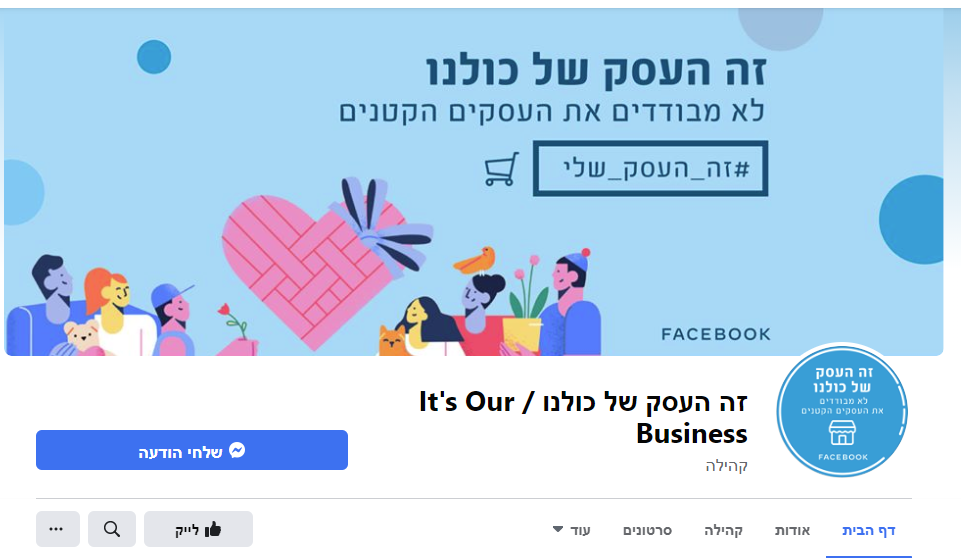 זה העסק של כולנו
לא מבודדים את העסקים הקטנים
#זה_העסק_שלי
FACEBOOK
זה העסק
של כולנו
לא מבודדים
את העסקים הקטנים
FACEBOOK
זה העסק של כולנו / It's Our
Business
קהילה
שלחי הודעה
דף הבית אודות קהילה סרטונים עוד
לייק